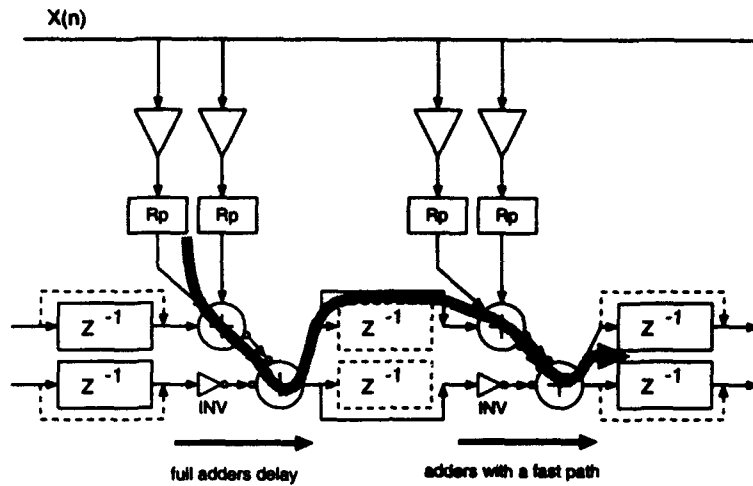 X(n)
Rp Rp Rp Rp
Z -1 Z -1 Z -1
Z -1 INV Z -1 INV Z -1
full adders delay adders with a fast path